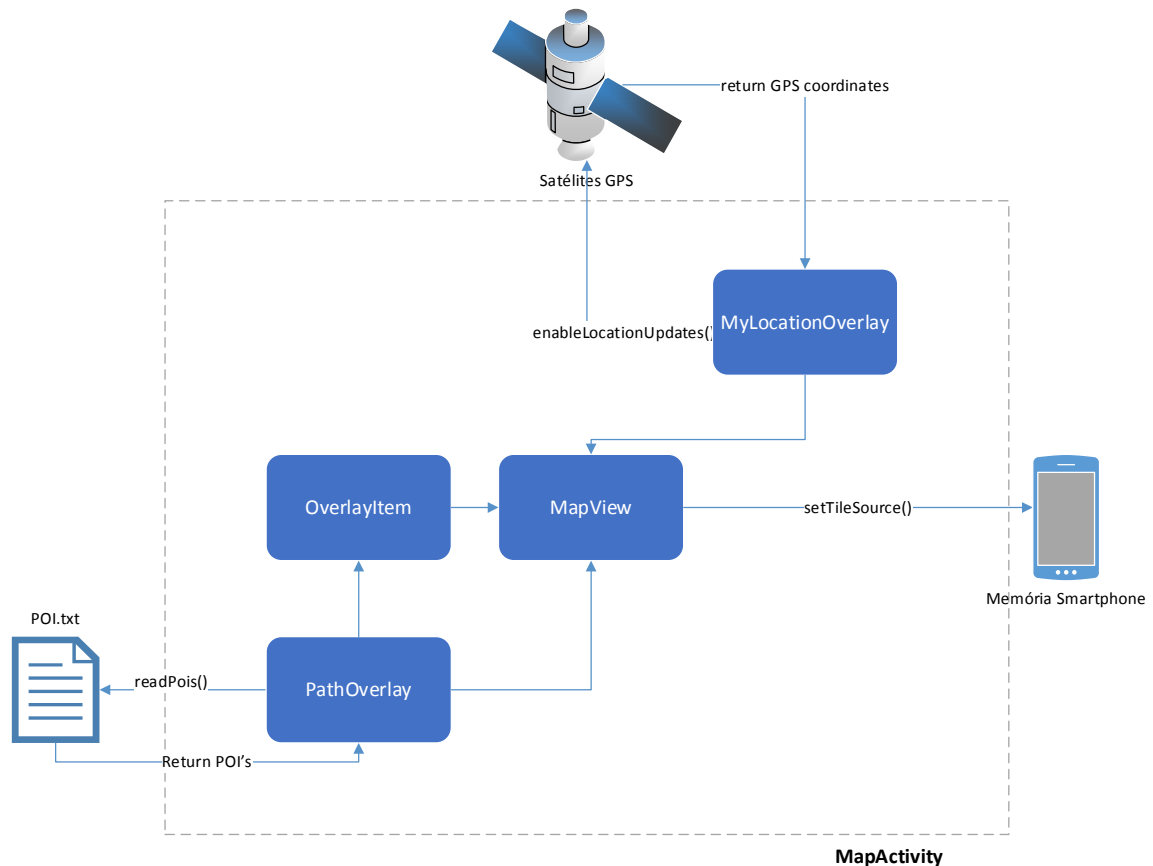 return GPS coordinates
Satélites GPS
MyLocationOverlay
enableLocationUpdates()
OverlayItem
MapView
setTileSource()
Memória Smartphone
POI.txt
readPois()
PathOverlay
Return POI’s
MapActivity